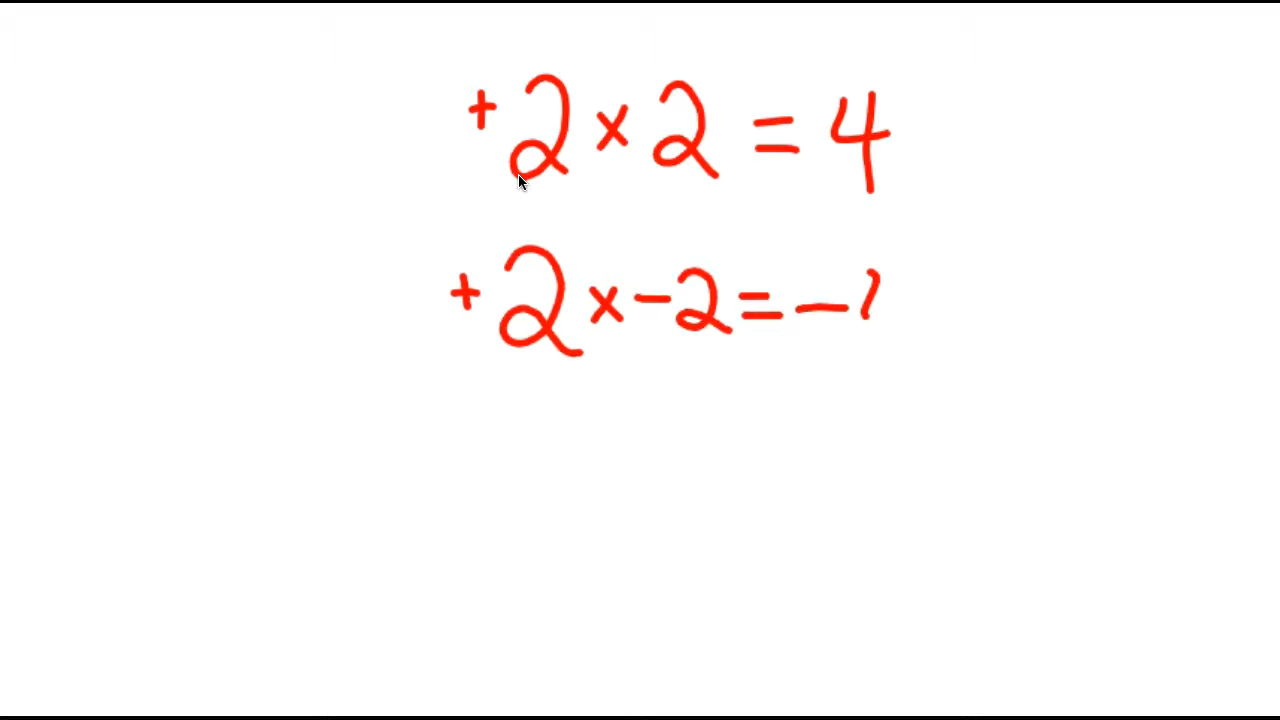 +2 × 2 = 4
+2 × -2 = -